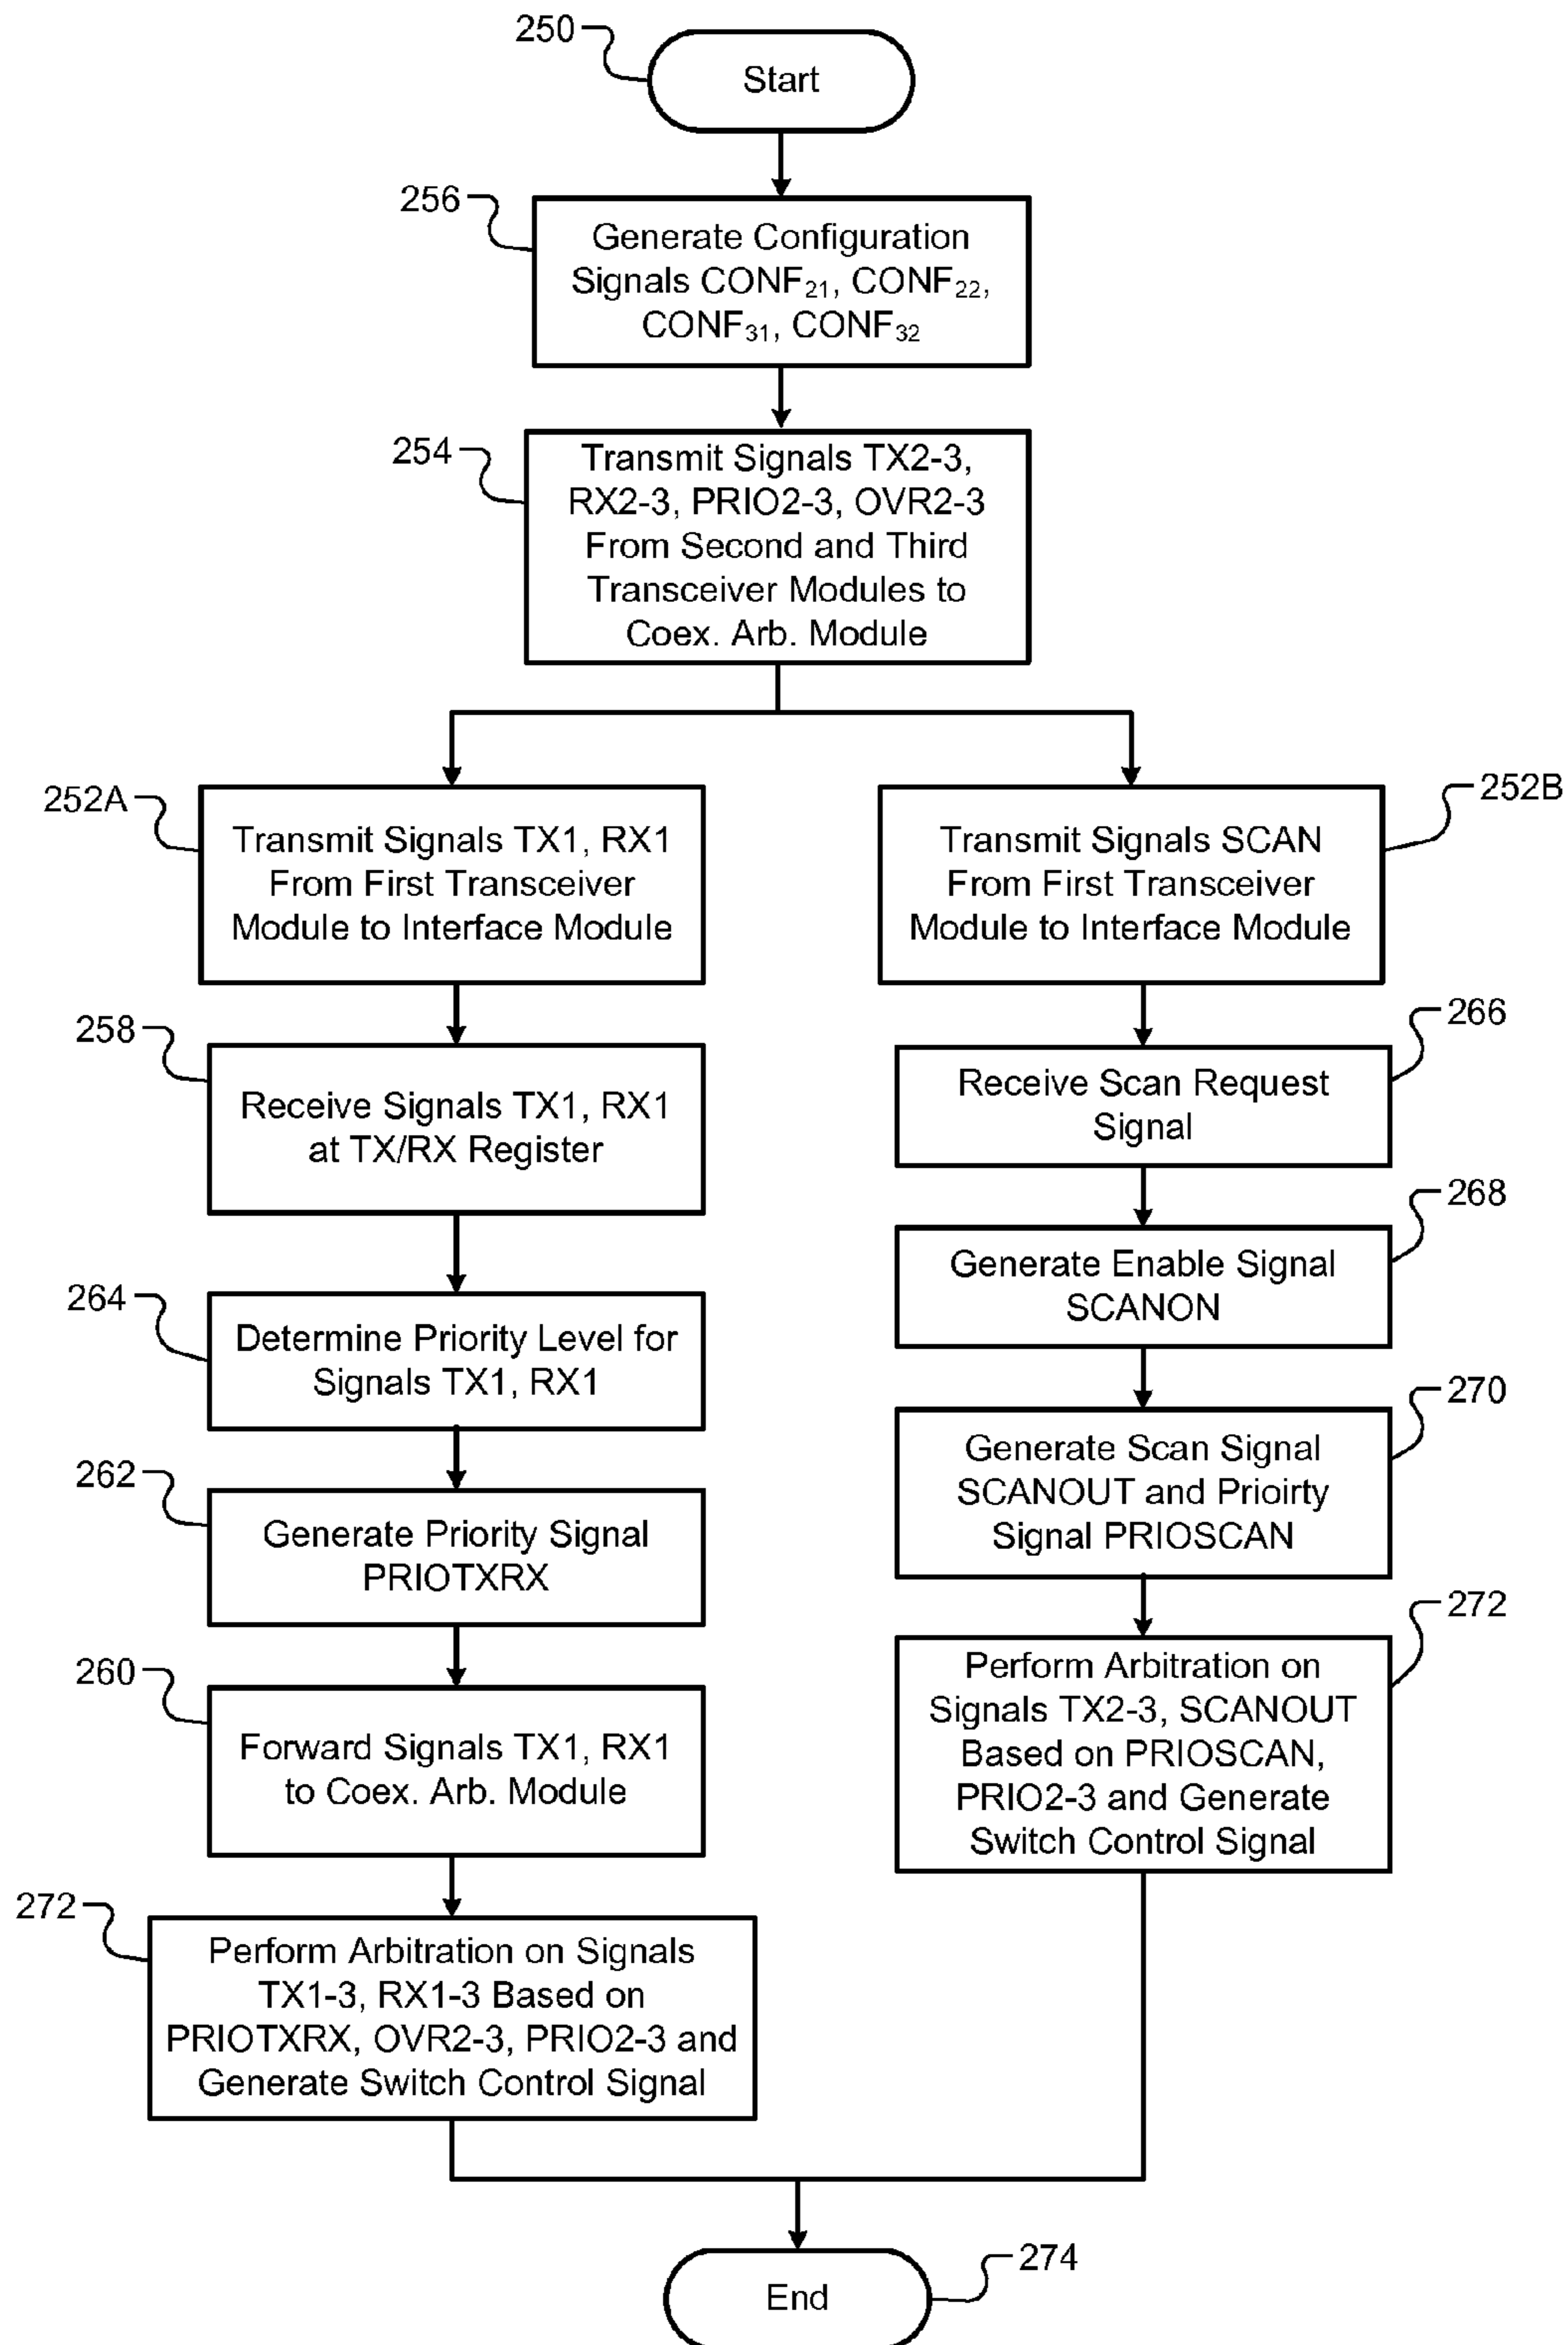 250
Start
256
Generate Configuration
Signals CONF₂₁, CONF₂₂,
CONF₃₁, CONF₃₂
254
Transmit Signals TX2-3,
RX2-3, PRIO2-3, OVR2-3
From Second and Third
Transceiver Modules to
Coex. Arb. Module
252A
Transmit Signals TX1, RX1
From First Transceiver
Module to Interface Module
258
Receive Signals TX1, RX1
at TX/RX Register
264
Determine Priority Level for
Signals TX1, RX1
262
Generate Priority Signal
PRIOTXRX
260
Forward Signals TX1, RX1
to Coex. Arb. Module
272
Perform Arbitration on Signals
TX1-3, RX1-3 Based on
PRIOTXRX, OVR2-3, PRIO2-3 and
Generate Switch Control Signal
252B
Transmit Signals SCAN
From First Transceiver
Module to Interface Module
266
Receive Scan Request
Signal
268
Generate Enable Signal
SCANON
270
Generate Scan Signal
SCANOUT and Prioirty
Signal PRIOSCAN
272
Perform Arbitration on
Signals TX2-3, SCANOUT
Based on PRIOSCAN,
PRIO2-3 and Generate
Switch Control Signal
274
End